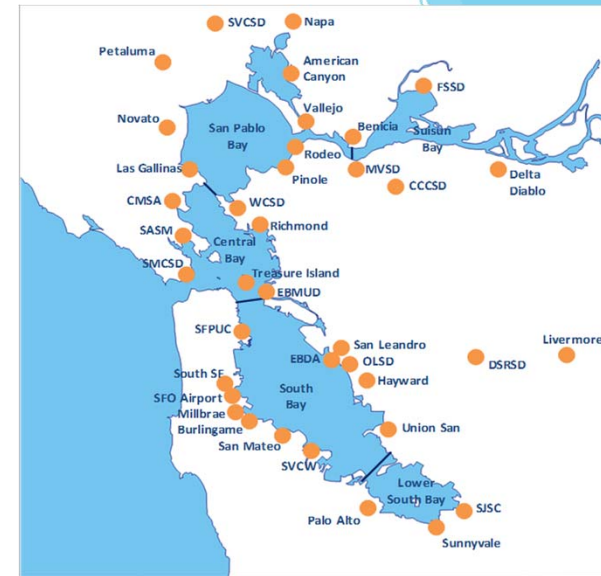 SVCSD
Napa
Petaluma
American
Canyon
FSSD
Vallejo
Novato
San Pablo
Bay
Benicia
Suisun
Bay
Rodeo
Las Gallinas
Pinole
MVSD
Delta
Diablo
CCCSD
CMSA
WCSD
Richmond
SASM
Central
Bay
SMCSD
Treasure Island
EBMUD
SFPUC
San Leandro
Livermore
EBDA
OLSD
DSRSD
South SF
Hayward
South
Bay
SFO Airport
Millbrae
Burlingame
Union San
San Mateo
SVCW
Lower
South Bay
Palo Alto
SJSC
Sunnyvale